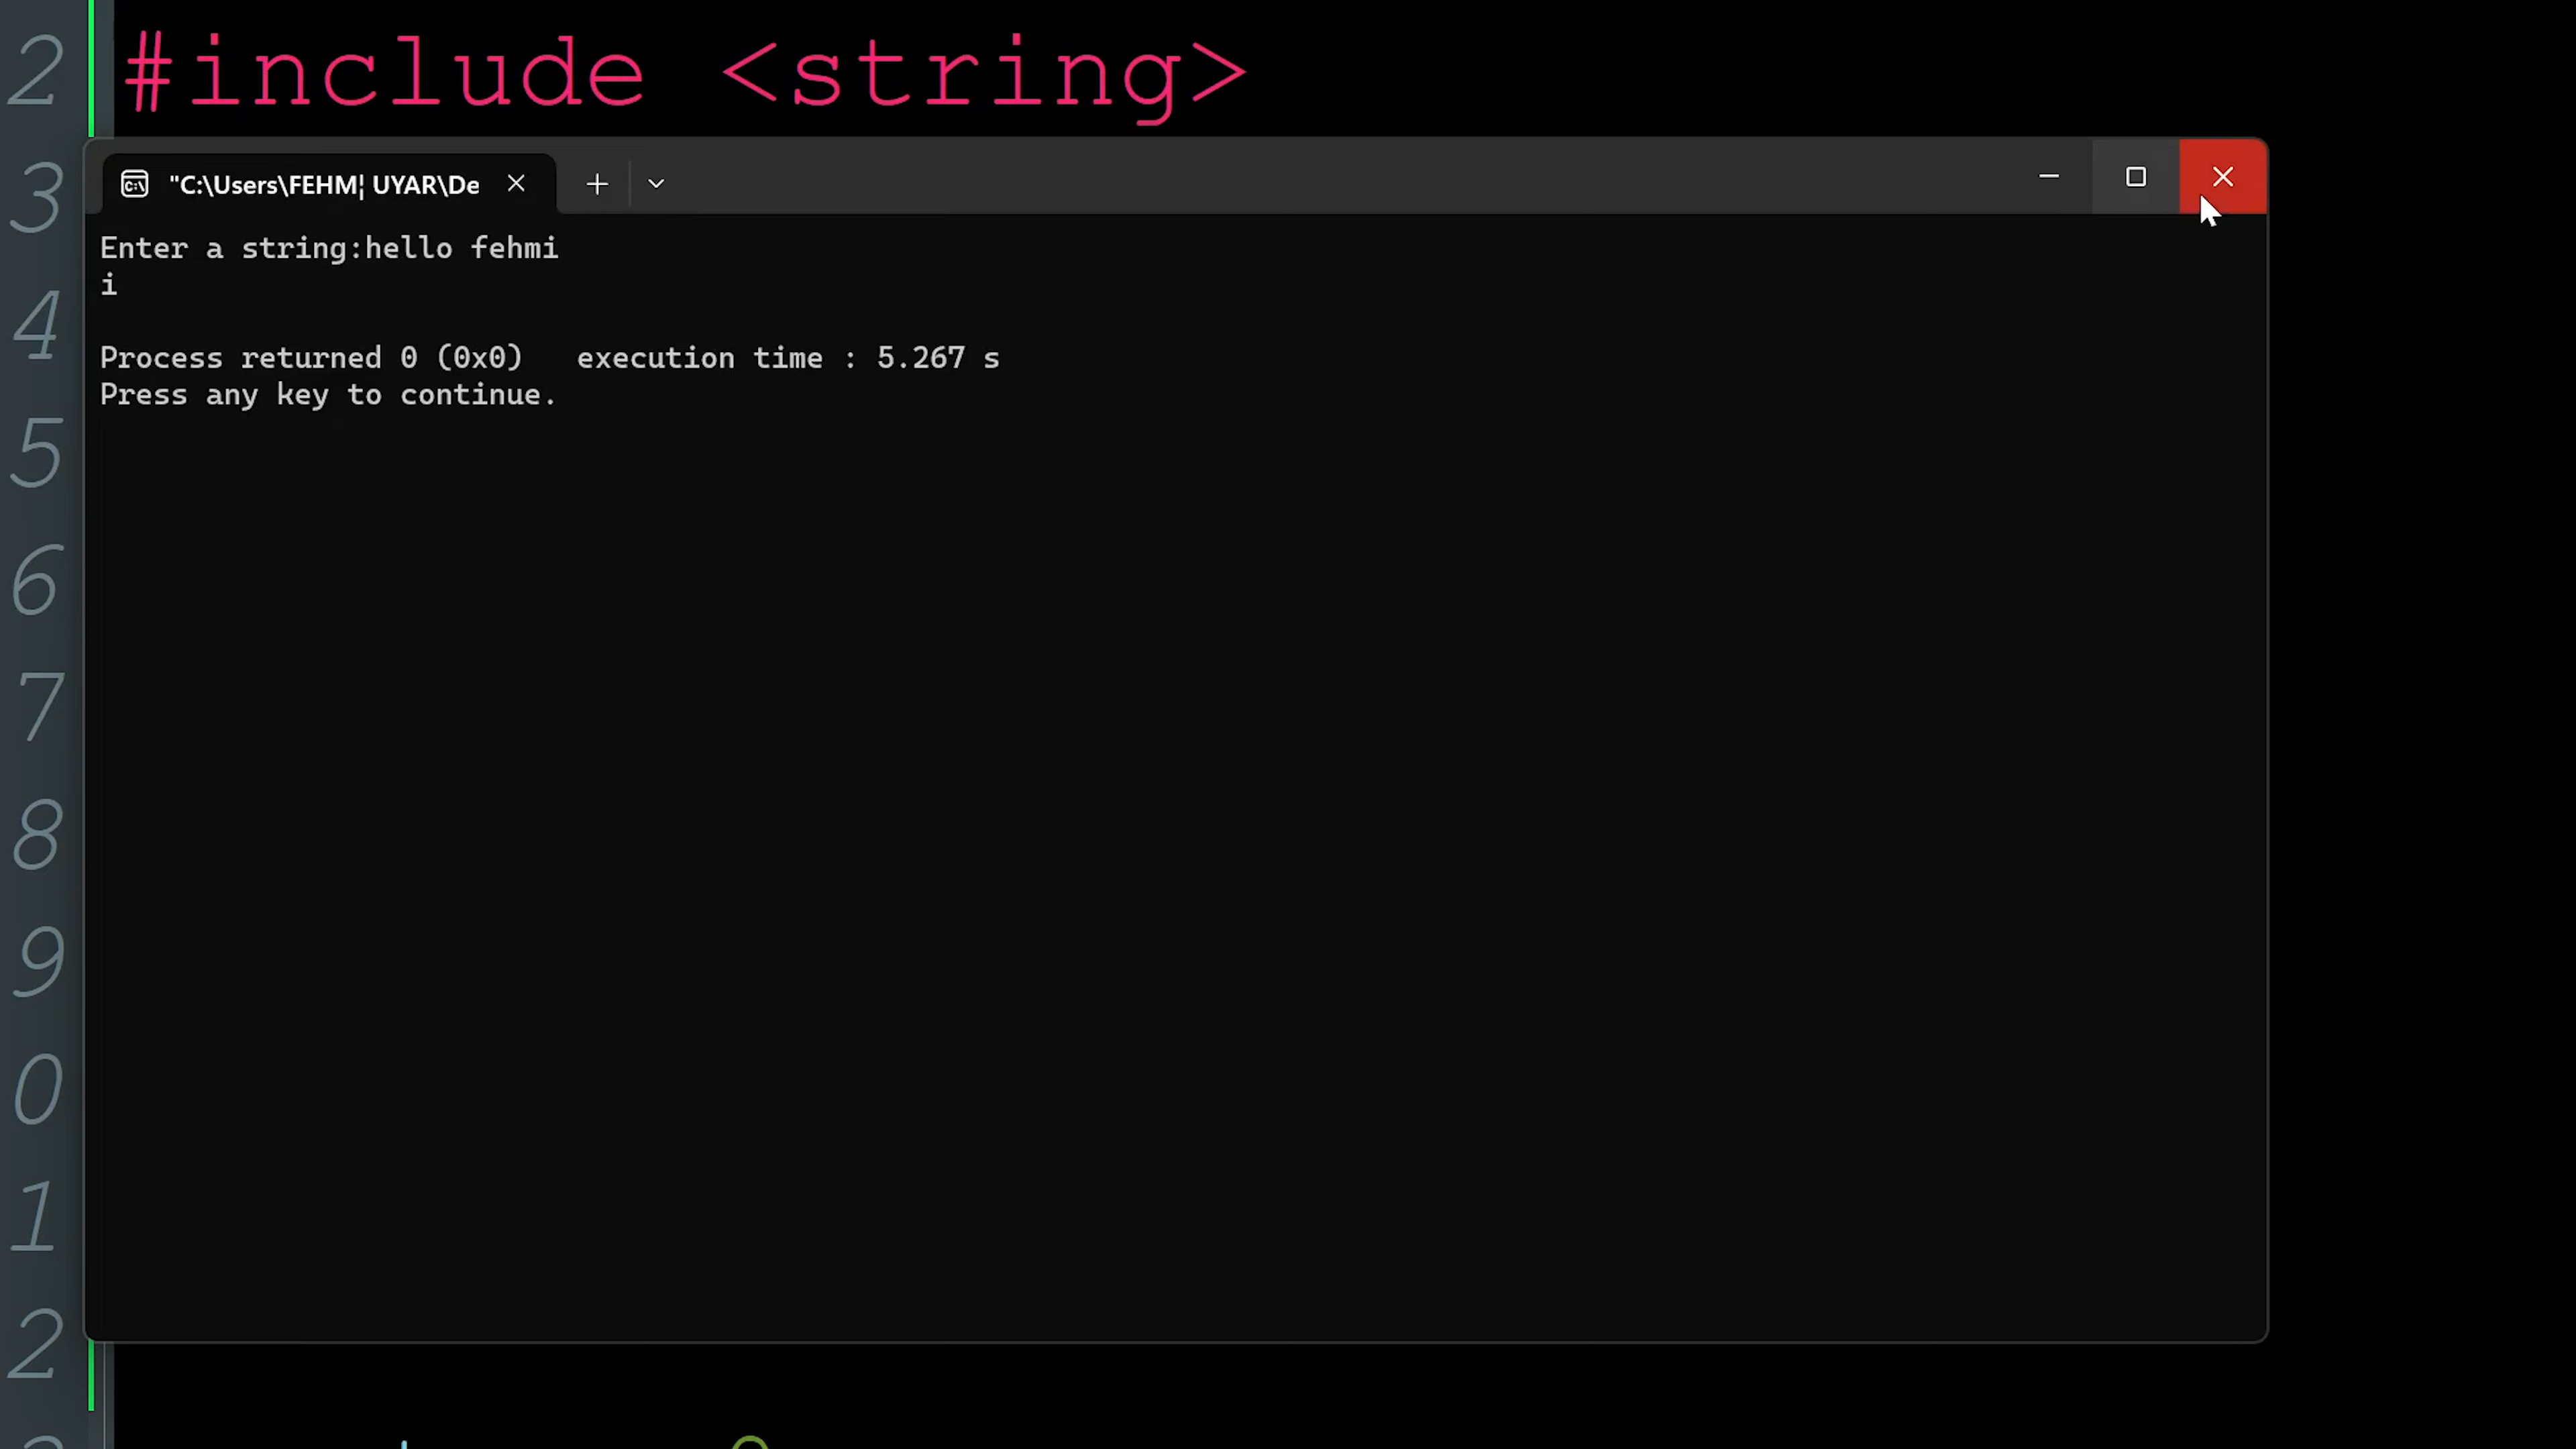 2 #include <string>
3
"C:\Users\FEHM¦ UYAR\De
Enter a string:hello fehmi
i
4
Process returned 0 (0x0)   execution time : 5.267 s
Press any key to continue.
5
6
7
8
9
0
1
2